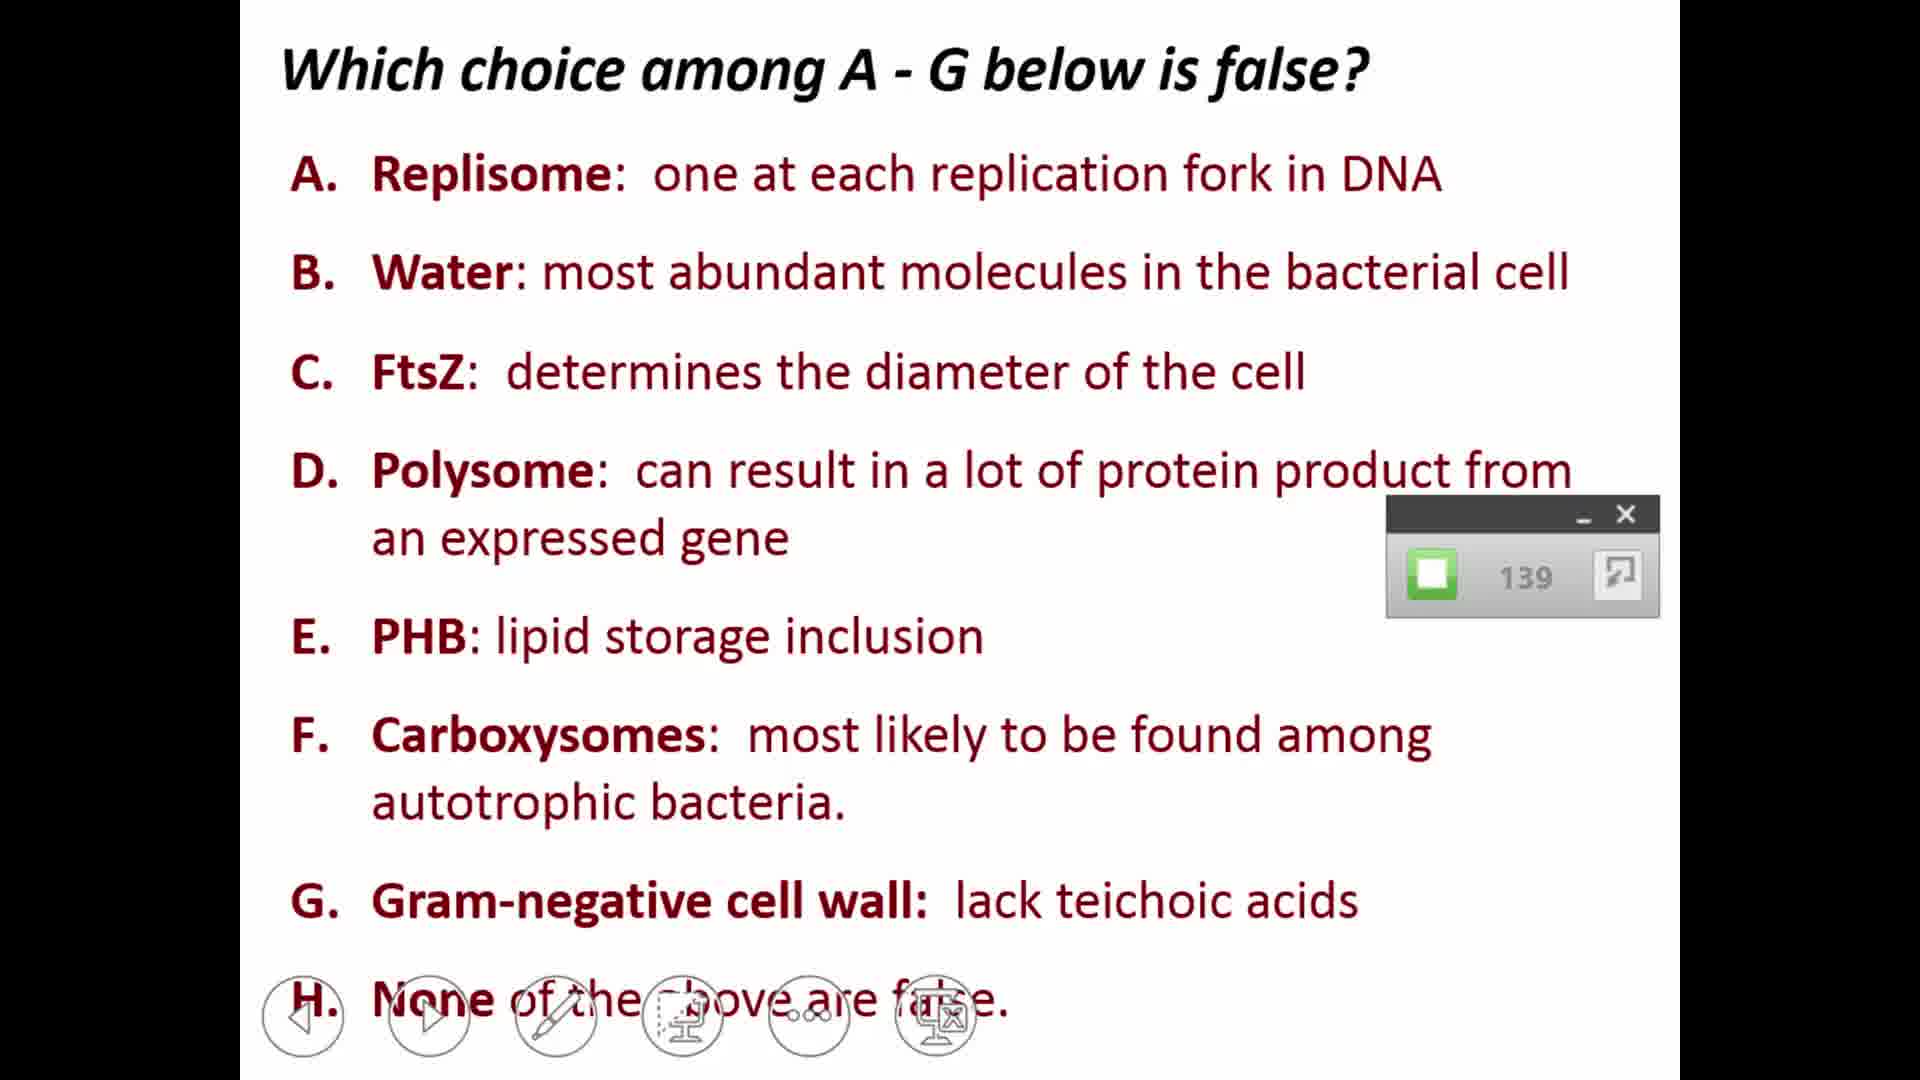 Which choice among A - G below is false?
A. Replisome: one at each replication fork in DNA
B. Water: most abundant molecules in the bacterial cell
C. FtsZ: determines the diameter of the cell
D. Polysome: can result in a lot of protein product from
an expressed gene
139
E. PHB: lipid storage inclusion
F. Carboxysomes: most likely to be found among
autotrophic bacteria.
G. Gram-negative cell wall: lack teichoic acids
H. None of the above are false.